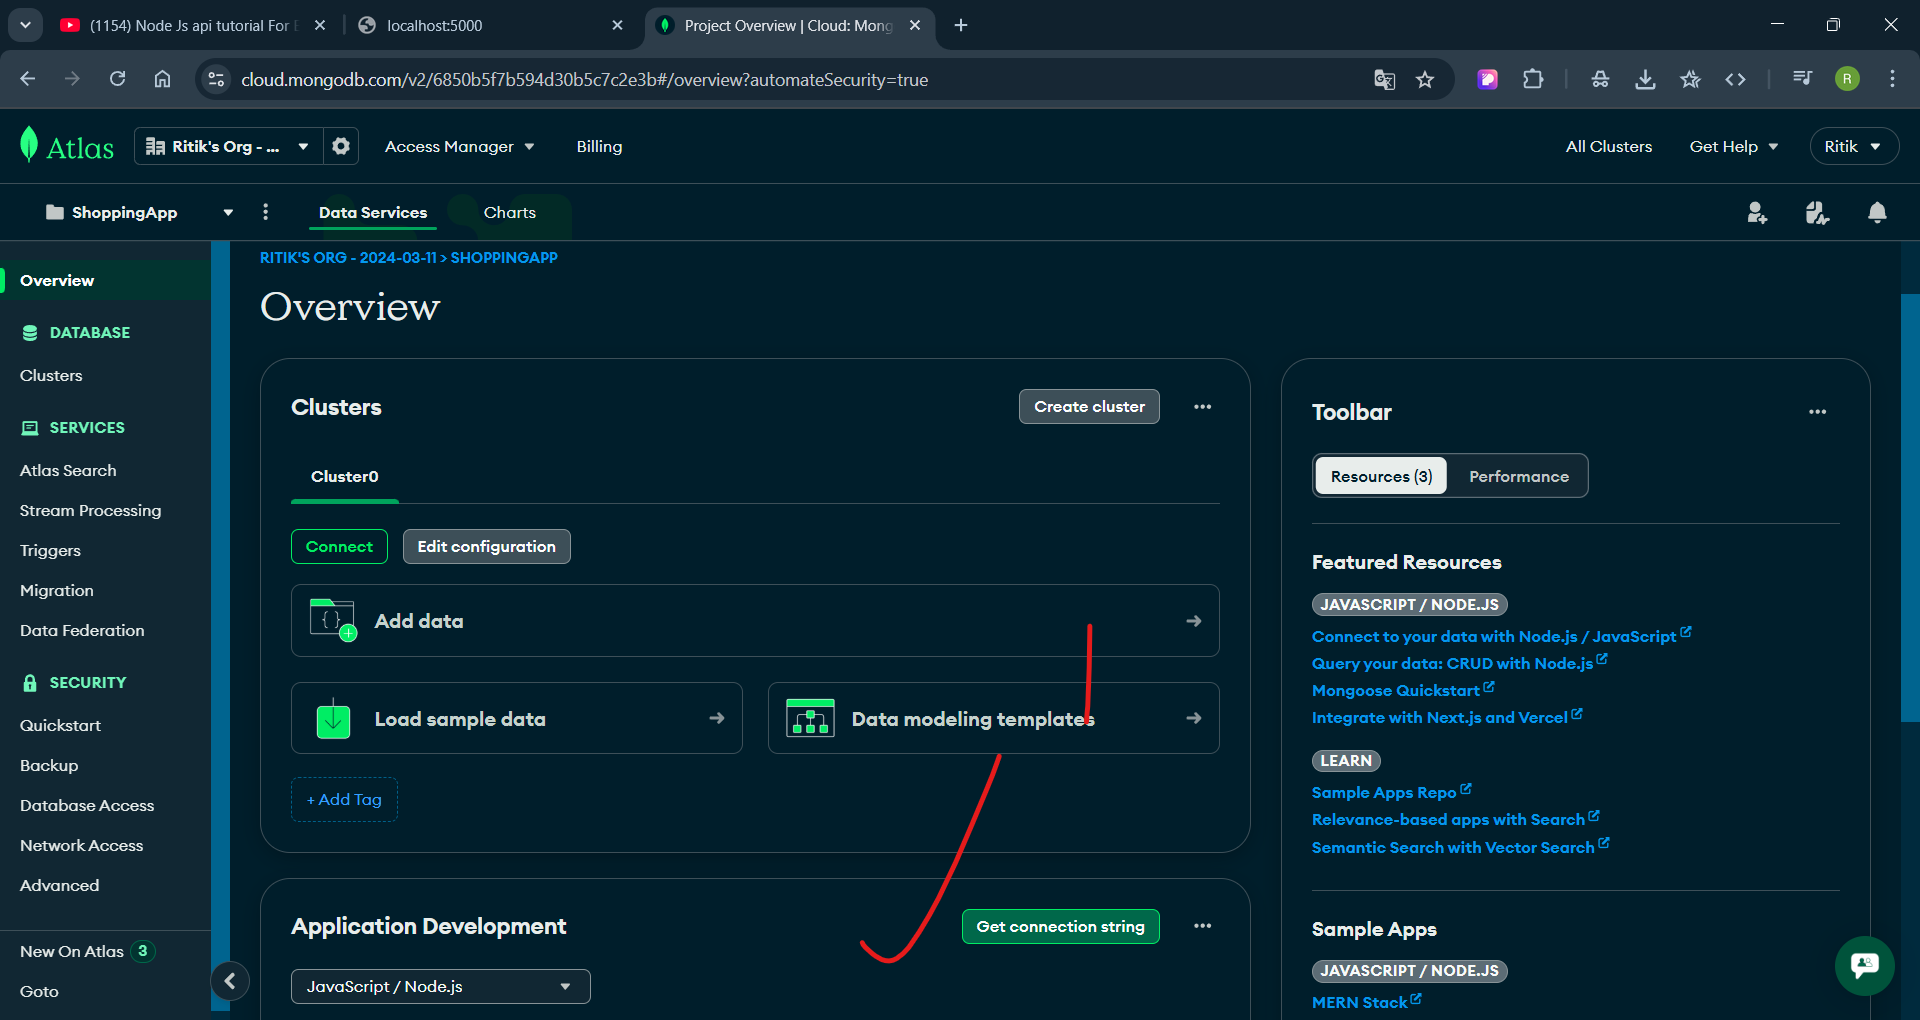 (1154) Node Js api tutorial For
localhost:5000
Project Overview | Cloud: Mong
cloud.mongodb.com/v2/6850b5f7b594d30b5c7c2e3b#/overview?automateSecurity=true
R
Atlas
Ritik's Org - ...
Access Manager
Billing
All Clusters
Get Help
Ritik
ShoppingApp
Data Services
Charts
Overview
DATABASE
Clusters
SERVICES
Atlas Search
Stream Processing
Triggers
Migration
Data Federation
SECURITY
Quickstart
Backup
Database Access
Network Access
Advanced
New On Atlas 3
Goto
RITIK'S ORG - 2024-03-11 > SHOPPINGAPP
Overview
Clusters
Create cluster
Cluster0
Connect
Edit configuration
Add data
Load sample data
Data modeling templates
+ Add Tag
Application Development
Get connection string
JavaScript / Node.js
Toolbar
Resources (3)
Performance
Featured Resources
JAVASCRIPT / NODE.JS
Connect to your data with Node.js / JavaScript
Query your data: CRUD with Node.js
Mongoose Quickstart
Integrate with Next.js and Vercel
LEARN
Sample Apps Repo
Relevance-based apps with Search
Semantic Search with Vector Search
Sample Apps
JAVASCRIPT / NODE.JS
MERN Stack